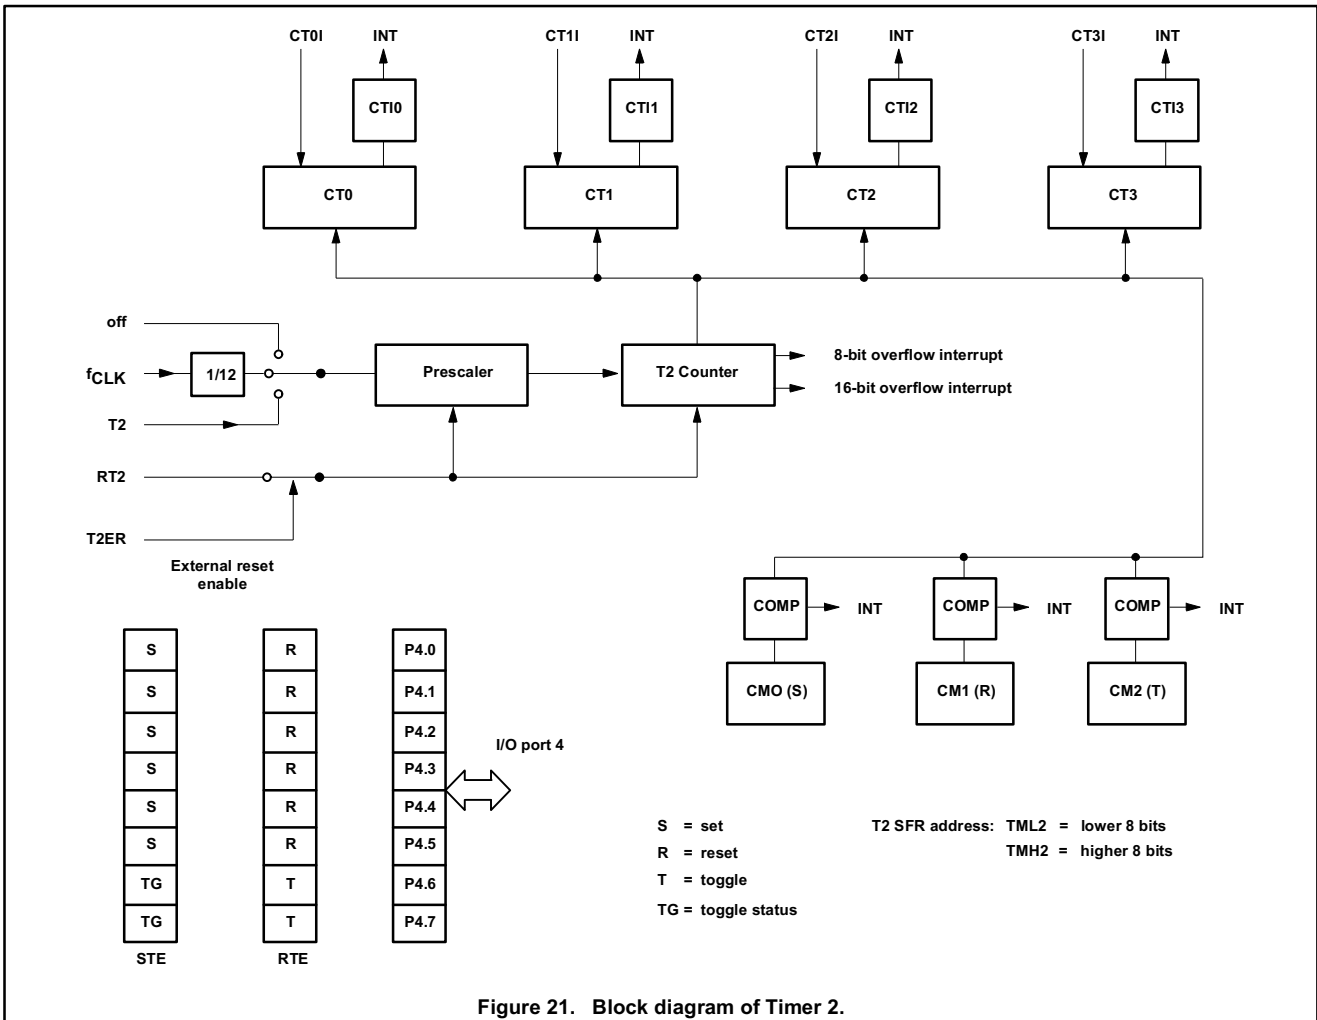 CT0I INT CT1I INT CT2I INT CT3I INT
CTI0 CTI1 CTI2 CTI3
CT0 CT1 CT2 CT3
off
fCLK 1/12 Prescaler T2 Counter
8-bit overflow interrupt
16-bit overflow interrupt
T2
RT2
T2ER
External reset
enable
COMP INT COMP INT COMP INT
CMO (S) CM1 (R) CM2 (T)
S R P4.0
S R P4.1
S R P4.2
S R P4.3
S R P4.4
S R P4.5
TG T P4.6
TG T P4.7
STE RTE
I/O port 4
S = set
R = reset
T = toggle
TG = toggle status
T2 SFR address: TML2 = lower 8 bits
TMH2 = higher 8 bits
Figure 21. Block diagram of Timer 2.